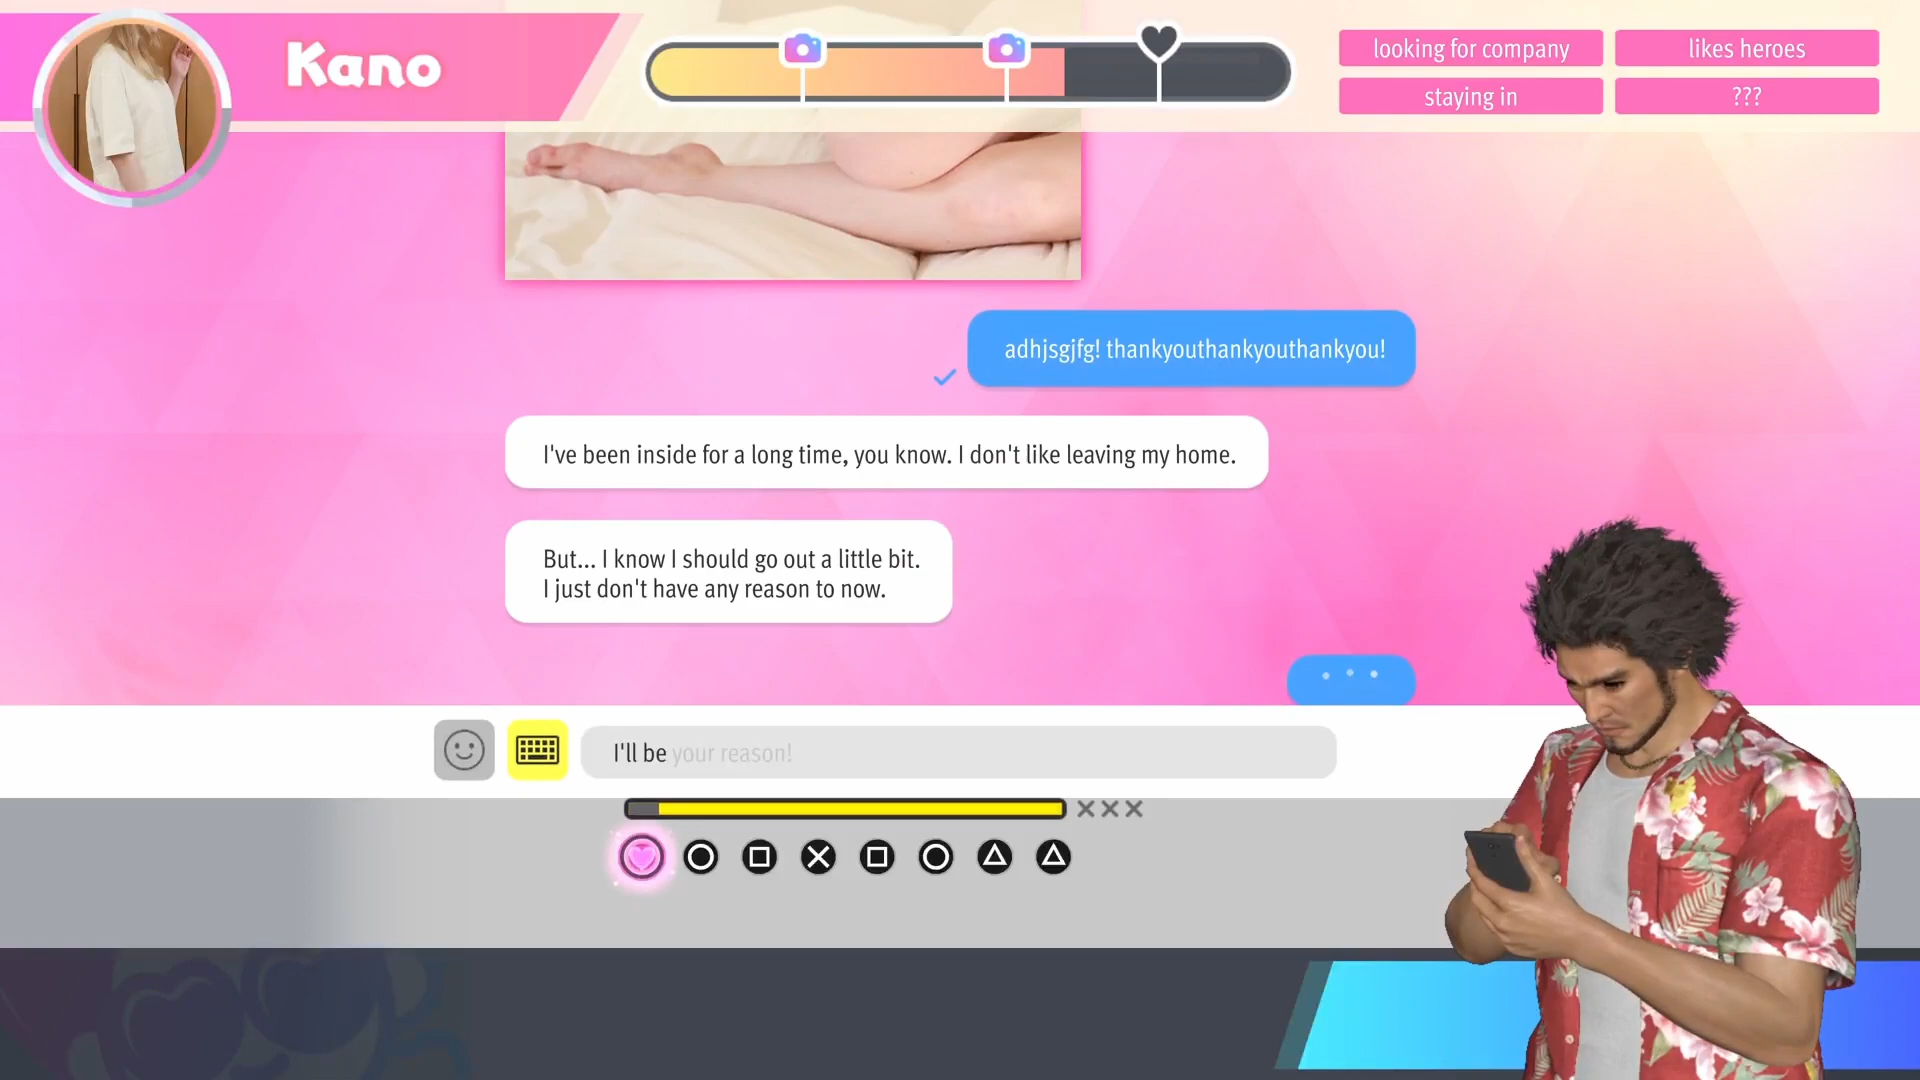 Kano
looking for company
likes heroes
staying in
???
adhjsgjfg! thankyouthankyouthankyou!
I've been inside for a long time, you know. I don't like leaving my home.
But... I know I should go out a little bit.
I just don't have any reason to now.
I'll be your reason!